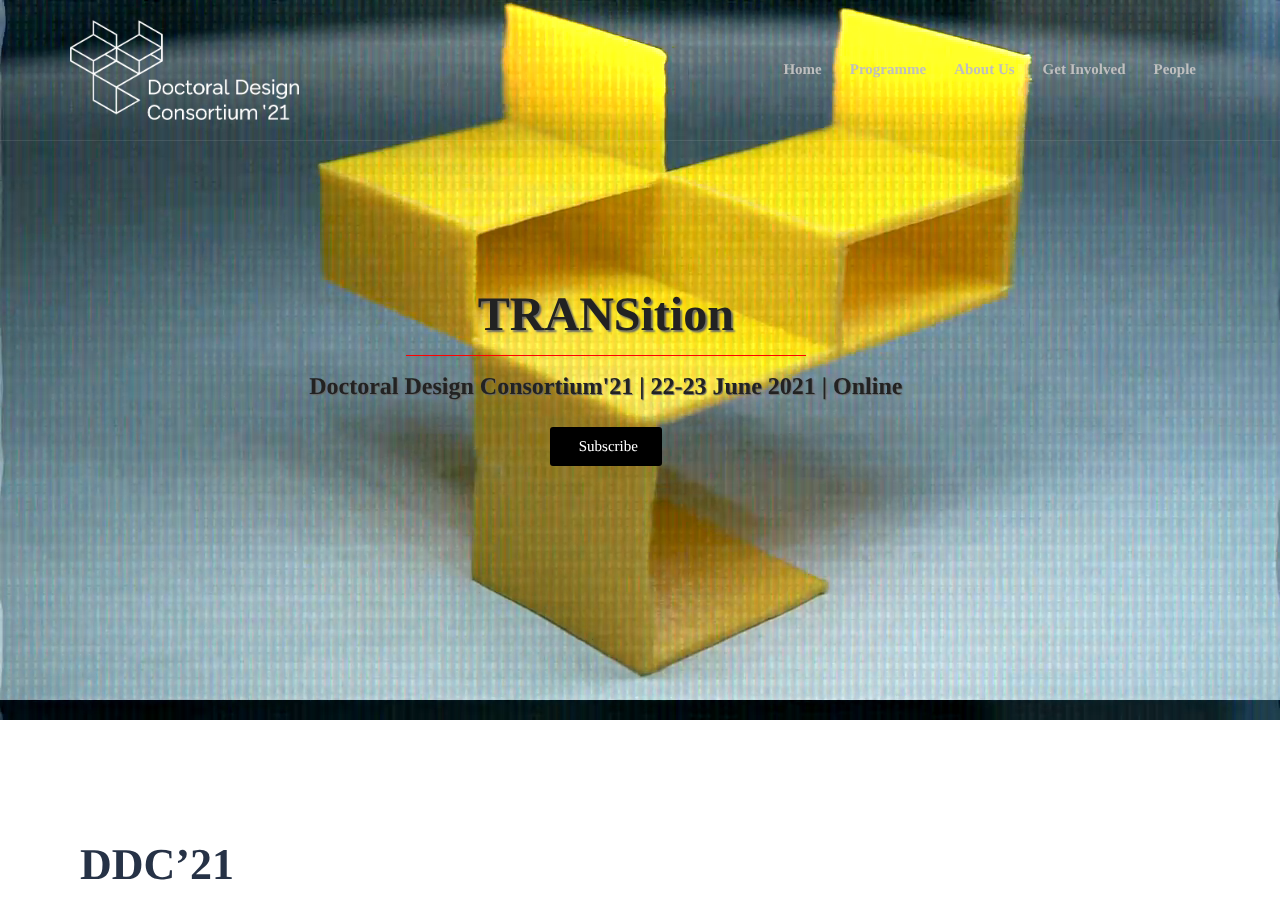 Doctoral Design
Consortium '21
Home Programme About Us Get Involved People
TRANSition
Doctoral Design Consortium'21 | 22-23 June 2021 | Online
Subscribe
DDC’21